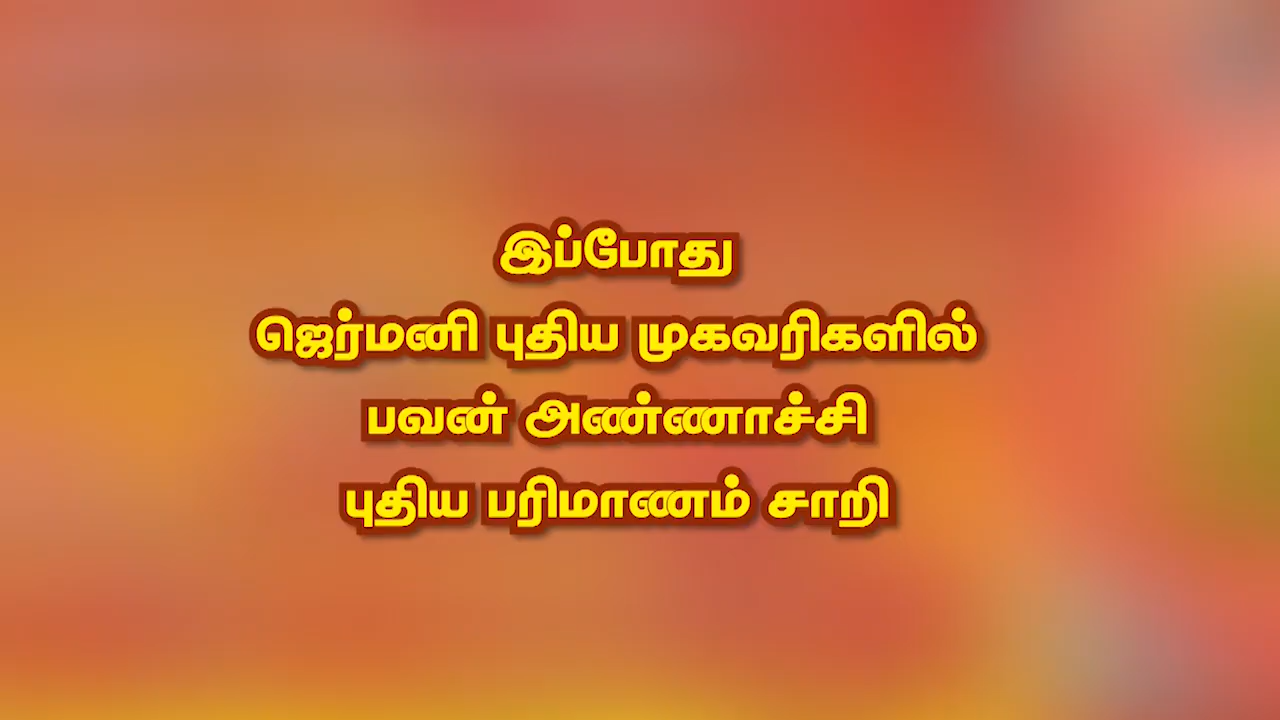 இப்போது
ஜெர்மனி புதிய முகவரிகளில்
பவன் அண்ணாச்சி
புதிய பரிமாணம் சாறி